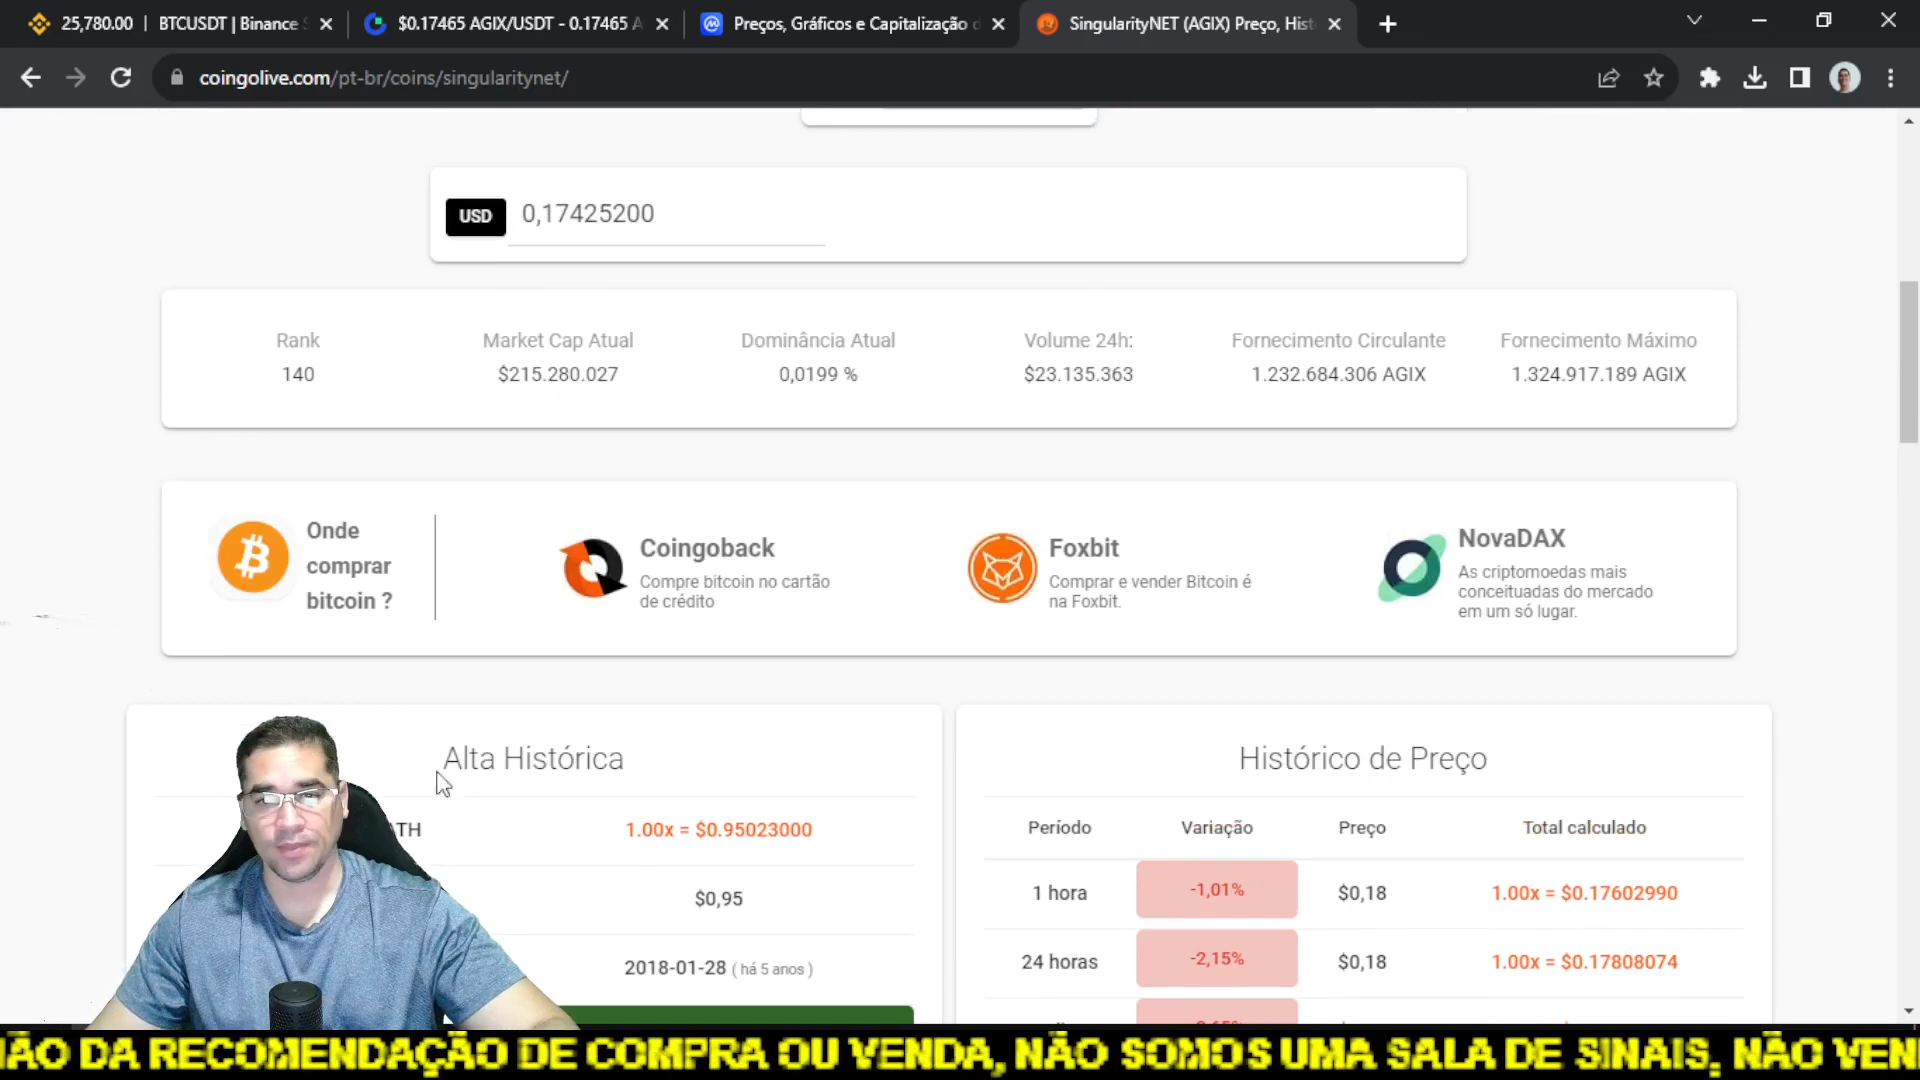 25,780.00 | BTCUSDT | Binance S
$0.17465 AGIX/USDT - 0.17465 A
Preços, Gráficos e Capitalização d
SingularityNET (AGIX) Preço, Hist
coingolive.com/pt-br/coins/singularitynet/
USD 0,17425200
Rank
140
Market Cap Atual
$215.280.027
Dominância Atual
0,0199 %
Volume 24h:
$23.135.363
Fornecimento Circulante
1.232.684.306 AGIX
Fornecimento Máximo
1.324.917.189 AGIX
Onde
comprar
bitcoin ?
Coingoback
Compre bitcoin no cartão
de crédito
Foxbit
Comprar e vender Bitcoin é
na Foxbit.
NovaDAX
As criptomoedas mais
conceituadas do mercado
em um só lugar.
Alta Histórica
ATH 1.00x = $0.95023000
$0,95
2018-01-28 ( há 5 anos )
Histórico de Preço
Período Variação Preço Total calculado
1 hora -1,01% $0,18 1.00x = $0.17602990
24 horas -2,15% $0,18 1.00x = $0.17808074
NÃO DA RECOMENDAÇÃO DE COMPRA OU VENDA, NÃO SOMOS UMA SALA DE SINAIS, NÃO VEN